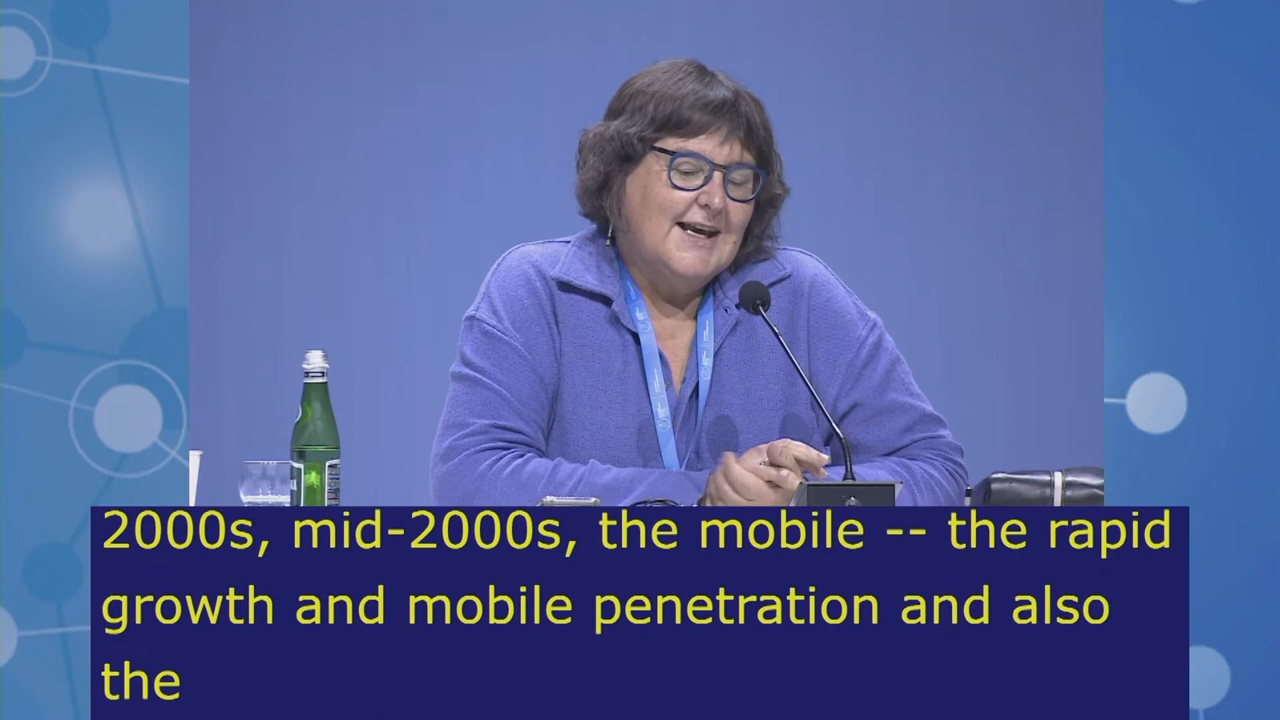 2000s, mid-2000s, the mobile -- the rapid
growth and mobile penetration and also
the